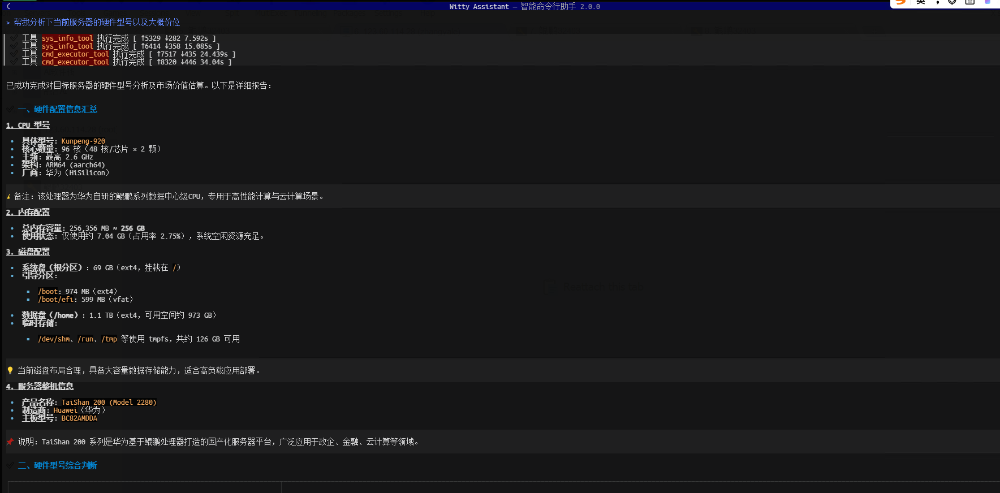 Witty Assistant — 智能命令行助手 2.0.0
英
> 帮我分析下当前服务器的硬件型号以及大概价位
✓ 工具 sys_info_tool 执行完成 [ ↑5329 ↓282 7.592s ]
✓ 工具 sys_info_tool 执行完成 [ ↑6414 ↓358 15.085s ]
✓ 工具 cmd_executor_tool 执行完成 [ ↑7517 ↓435 24.439s ]
✓ 工具 cmd_executor_tool 执行完成 [ ↑8320 ↓446 34.04s ]
已成功完成对目标服务器的硬件型号分析及市场价值估算。以下是详细报告：
✓ 一、硬件配置信息汇总
1. CPU 型号
• 具体型号：Kunpeng-920
• 核心数量：96 核（48 核/芯片 × 2 颗）
• 主频：最高 2.6 GHz
• 架构：ARM64 (aarch64)
• 厂商：华为（HiSilicon）
备注：该处理器为华为自研的鲲鹏系列数据中心级CPU，专用于高性能计算与云计算场景。
2. 内存配置
• 总内存容量：256,356 MB ≈ 256 GB
• 使用状态：仅使用约 7.04 GB（占用率 2.75%），系统空闲资源充足。
3. 磁盘配置
• 系统盘（根分区）：69 GB（ext4，挂载在 /）
• 引导分区：
▪ /boot：974 MB（ext4）
▪ /boot/efi：599 MB（vfat）
• 数据盘（/home）：1.1 TB（ext4，可用空间约 973 GB）
• 临时存储：
▪ /dev/shm、/run、/tmp 等使用 tmpfs，共约 126 GB 可用
💡 当前磁盘布局合理，具备大容量数据存储能力，适合高负载应用部署。
4. 服务器整机信息
• 产品名称：TaiShan 200 (Model 2280)
• 制造商：Huawei（华为）
• 主板型号：BC82AMDDA
📌 说明：TaiShan 200 系列是华为基于鲲鹏处理器打造的国产化服务器平台，广泛应用于政企、金融、云计算等领域。
✓ 二、硬件型号综合判断